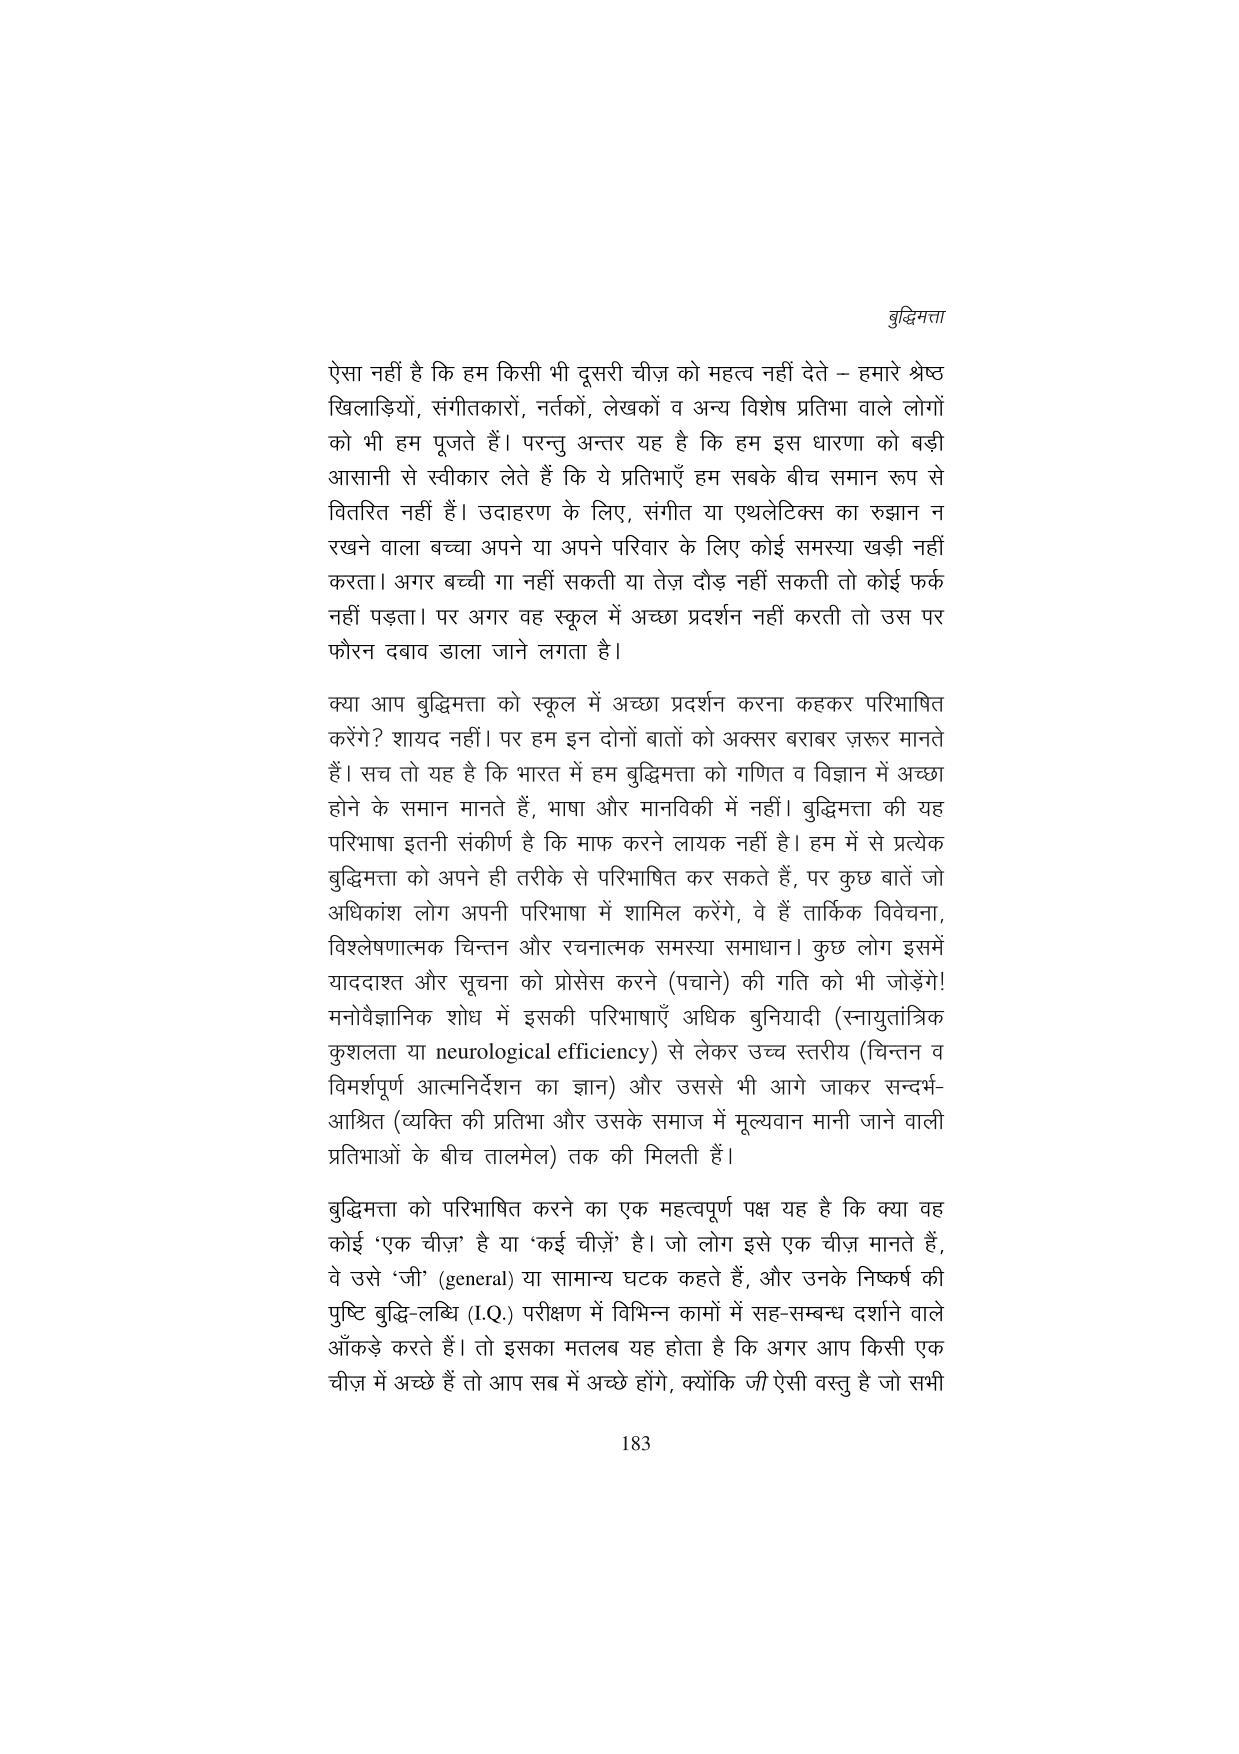 बुद्धिमत्ता
ऐसा नहीं है कि हम किसी भी दूसरी चीज़ को महत्व नहीं देते – हमारे श्रेष्ठ
खिलाड़ियों, संगीतकारों, नर्तकों, लेखकों व अन्य विशेष प्रतिभा वाले लोगों
को भी हम पूजते हैं। परन्तु अन्तर यह है कि हम इस धारणा को बड़ी
आसानी से स्वीकार लेते हैं कि ये प्रतिभाएँ हम सबके बीच समान रूप से
वितरित नहीं हैं। उदाहरण के लिए, संगीत या एथलेटिक्स का रुझान न
रखने वाला बच्चा अपने या अपने परिवार के लिए कोई समस्या खड़ी नहीं
करता। अगर बच्ची गा नहीं सकती या तेज़ दौड़ नहीं सकती तो कोई फर्क
नहीं पड़ता। पर अगर वह स्कूल में अच्छा प्रदर्शन नहीं करती तो उस पर
फौरन दबाव डाला जाने लगता है।
क्या आप बुद्धिमत्ता को स्कूल में अच्छा प्रदर्शन करना कहकर परिभाषित
करेंगे? शायद नहीं। पर हम इन दोनों बातों को अक्सर बराबर ज़रूर मानते
हैं। सच तो यह है कि भारत में हम बुद्धिमत्ता को गणित व विज्ञान में अच्छा
होने के समान मानते हैं, भाषा और मानविकी में नहीं। बुद्धिमत्ता की यह
परिभाषा इतनी संकीर्ण है कि माफ करने लायक नहीं है। हम में से प्रत्येक
बुद्धिमत्ता को अपने ही तरीके से परिभाषित कर सकते हैं, पर कुछ बातें जो
अधिकांश लोग अपनी परिभाषा में शामिल करेंगे, वे हैं तार्किक विवेचना,
विश्लेषणात्मक चिन्तन और रचनात्मक समस्या समाधान। कुछ लोग इसमें
याददाश्त और सूचना को प्रोसेस करने (पचाने) की गति को भी जोड़ेंगे!
मनोवैज्ञानिक शोध में इसकी परिभाषाएँ अधिक बुनियादी (स्नायुतांत्रिक
कुशलता या neurological efficiency) से लेकर उच्च स्तरीय (चिन्तन व
विमर्शपूर्ण आत्मनिर्देशन का ज्ञान) और उससे भी आगे जाकर सन्दर्भ-
आश्रित (व्यक्ति की प्रतिभा और उसके समाज में मूल्यवान मानी जाने वाली
प्रतिभाओं के बीच तालमेल) तक की मिलती हैं।
बुद्धिमत्ता को परिभाषित करने का एक महत्वपूर्ण पक्ष यह है कि क्या वह
कोई ‘एक चीज़’ है या ‘कई चीज़ें’ है। जो लोग इसे एक चीज़ मानते हैं,
वे उसे ‘जी’ (general) या सामान्य घटक कहते हैं, और उनके निष्कर्ष की
पुष्टि बुद्धि-लब्धि (I.Q.) परीक्षण में विभिन्न कामों में सह-सम्बन्ध दर्शाने वाले
आँकड़े करते हैं। तो इसका मतलब यह होता है कि अगर आप किसी एक
चीज़ में अच्छे हैं तो आप सब में अच्छे होंगे, क्योंकि जी ऐसी वस्तु है जो सभी
183